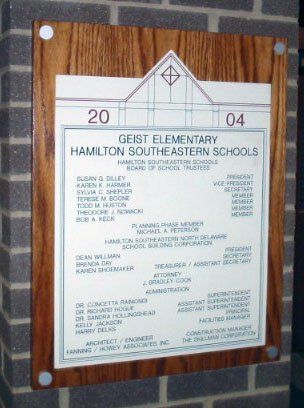 20 04
GEIST ELEMENTARY
HAMILTON SOUTHEASTERN SCHOOLS
HAMILTON SOUTHEASTERN SCHOOLS
BOARD OF SCHOOL TRUSTEES
SUSAN G. DILLEY PRESIDENT
KAREN K. HARMER VICE-PRESIDENT
SYLVIA C. SHEPLER SECRETARY
TERESE M. BOONE MEMBER
TODD M. HUSTON MEMBER
THEODORE J. NOWACKI MEMBER
BOB A. KECK MEMBER
PLANNING PHASE MEMBER
MICHAEL A. PETERSON
HAMILTON SOUTHEASTERN NORTH DELAWARE
SCHOOL BUILDING CORPORATION
DEAN WILLMAN PRESIDENT
BRENDA DAY SECRETARY
KAREN SHOEMAKER TREASURER / ASSISTANT SECRETARY
ATTORNEY
J. BRADLEY COOK
ADMINISTRATION
DR. CONCETTA RAIMONDI SUPERINTENDENT
DR. RICHARD HOGUE ASSISTANT SUPERINTENDENT
DR. SANDRA HOLLINGSHEAD ASSISTANT SUPERINTENDENT
KELLY JACKSON PRINCIPAL
HARRY DELKS FACILITIES MANAGER
ARCHITECT / ENGINEER CONSTRUCTION MANAGER
FANNING / HOWEY ASSOCIATES, INC. THE SKILLMAN CORPORATION